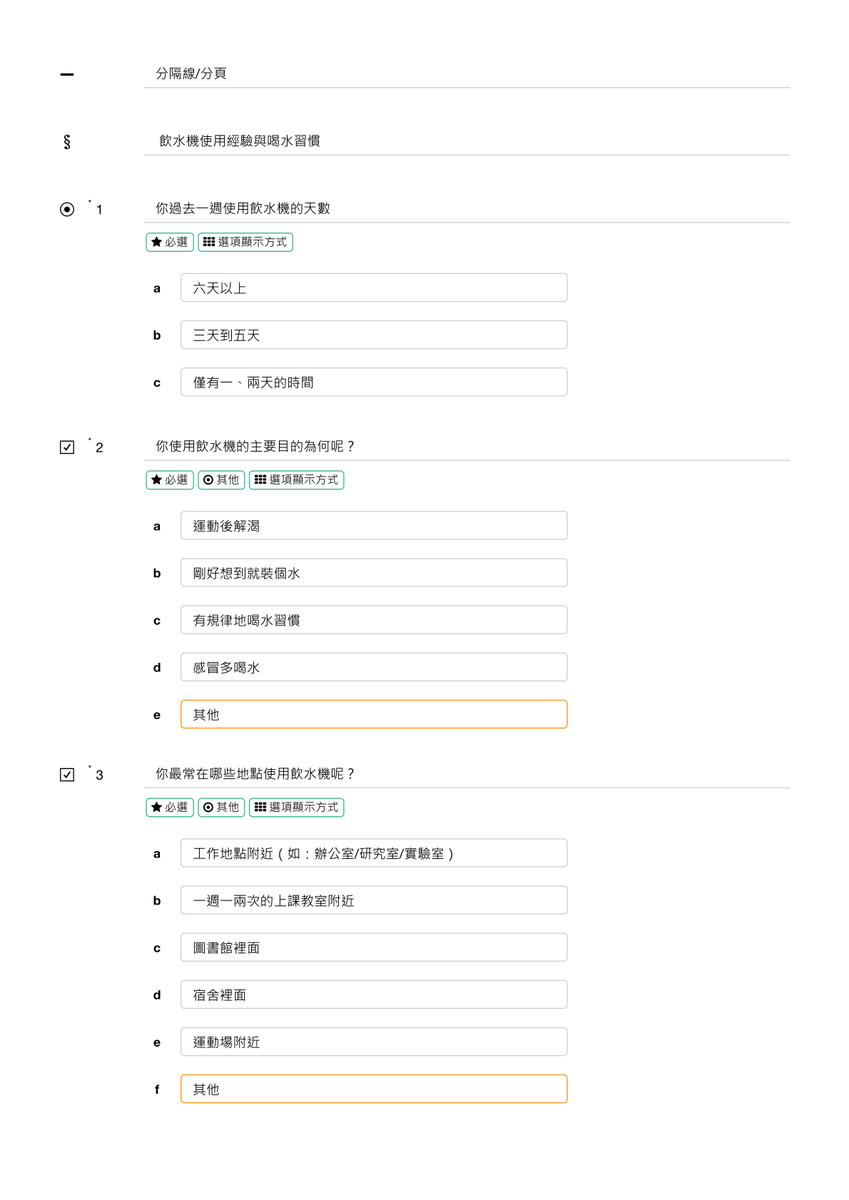 分隔線/分頁
§ 飲水機使用經驗與喝水習慣
* 1 你過去一週使用飲水機的天數
必選 選項顯示方式
a 六天以上
b 三天到五天
c 僅有一、兩天的時間
* 2 你使用飲水機的主要目的為何呢？
必選 其他 選項顯示方式
a 運動後解渴
b 剛好想到就裝個水
c 有規律地喝水習慣
d 感冒多喝水
e 其他
* 3 你最常在哪些地點使用飲水機呢？
必選 其他 選項顯示方式
a 工作地點附近（如：辦公室/研究室/實驗室）
b 一週一兩次的上課教室附近
c 圖書館裡面
d 宿舍裡面
e 運動場附近
f 其他